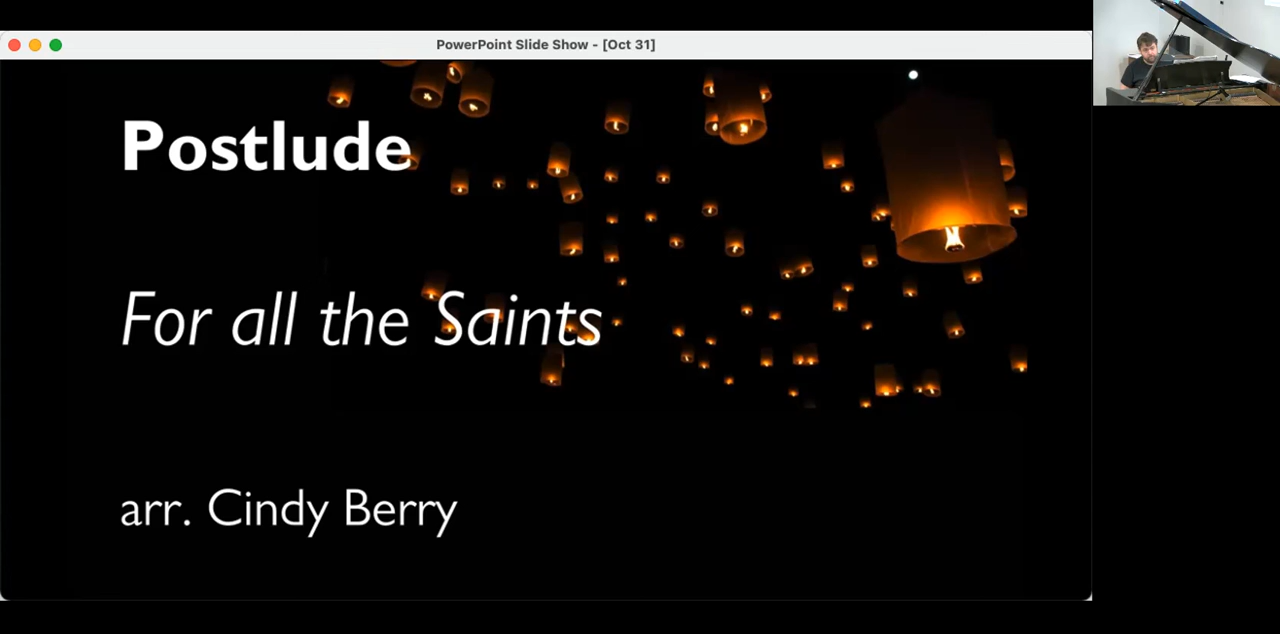 PowerPoint Slide Show - [Oct 31]
Postlude
For all the Saints
arr. Cindy Berry